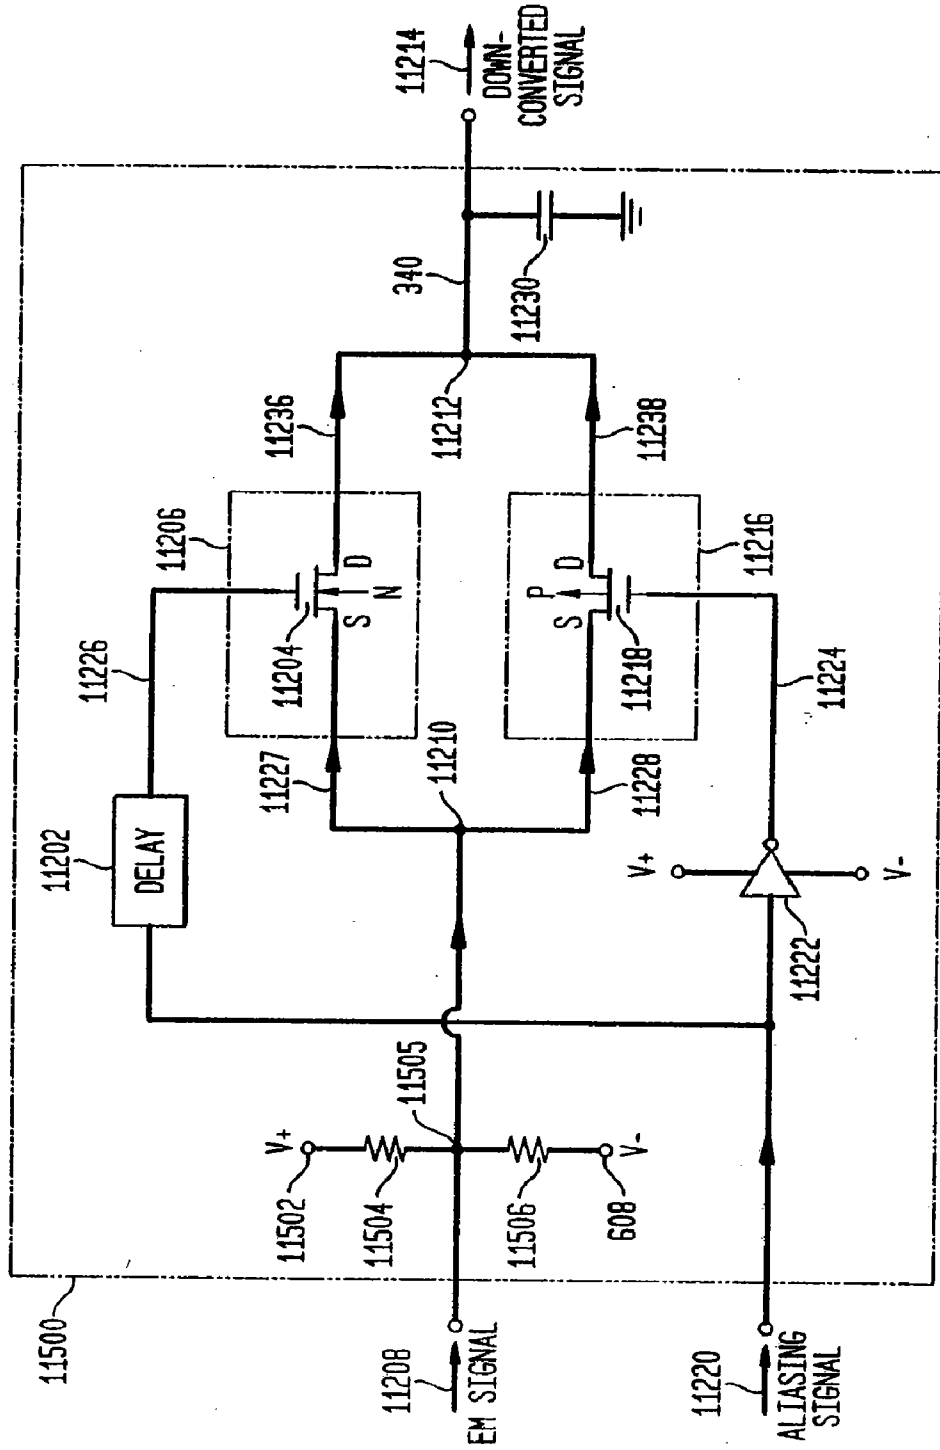 11500
11208
EM SIGNAL
11220
ALIASING
SIGNAL
11502
V+
11504
11505
11506
608
V-
11202
DELAY
11226
11227
11210
11228
11206
11204
S
D
N
11236
11216
11218
P
S
D
11238
11224
V+
11222
V-
11212
340
11230
11214
DOWN-
CONVERTED
SIGNAL